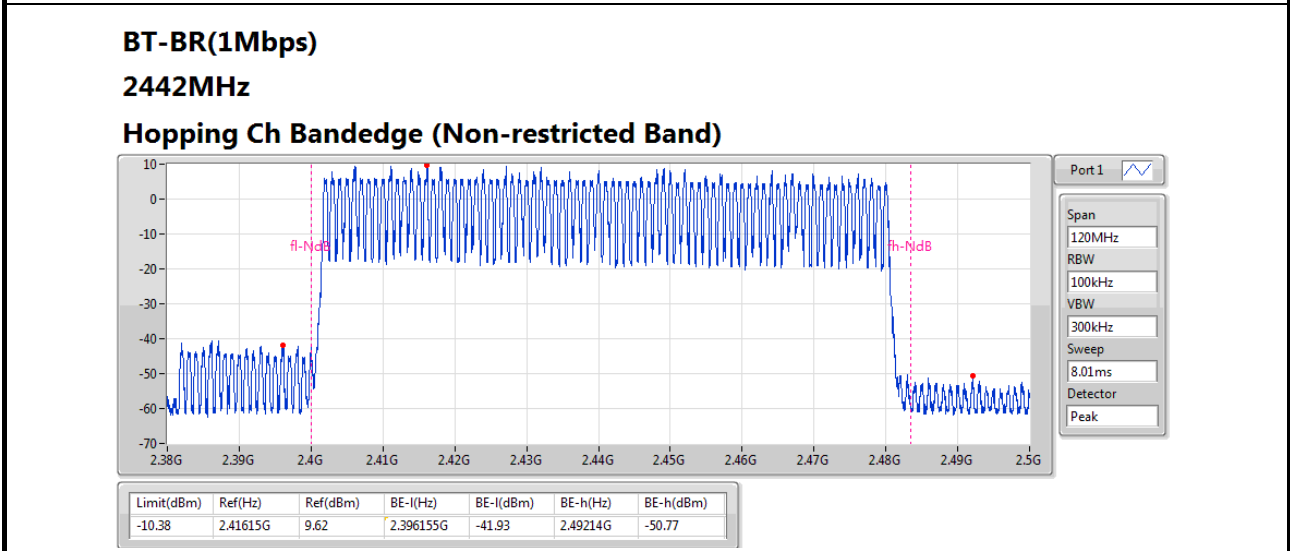 BT-BR(1Mbps)
2442MHz
Hopping Ch Bandedge (Non-restricted Band)
10
0
-10
-20
-30
-40
-50
-60
-70
fl-NdB
fh-NdB
2.38G 2.39G 2.4G 2.41G 2.42G 2.43G 2.44G 2.45G 2.46G 2.47G 2.48G 2.49G 2.5G
Port 1
Span
120MHz
RBW
100kHz
VBW
300kHz
Sweep
8.01ms
Detector
Peak
Limit(dBm) Ref(Hz) Ref(dBm) BE-l(Hz) BE-l(dBm) BE-h(Hz) BE-h(dBm)
-10.38 2.41615G 9.62 2.396155G -41.93 2.49214G -50.77